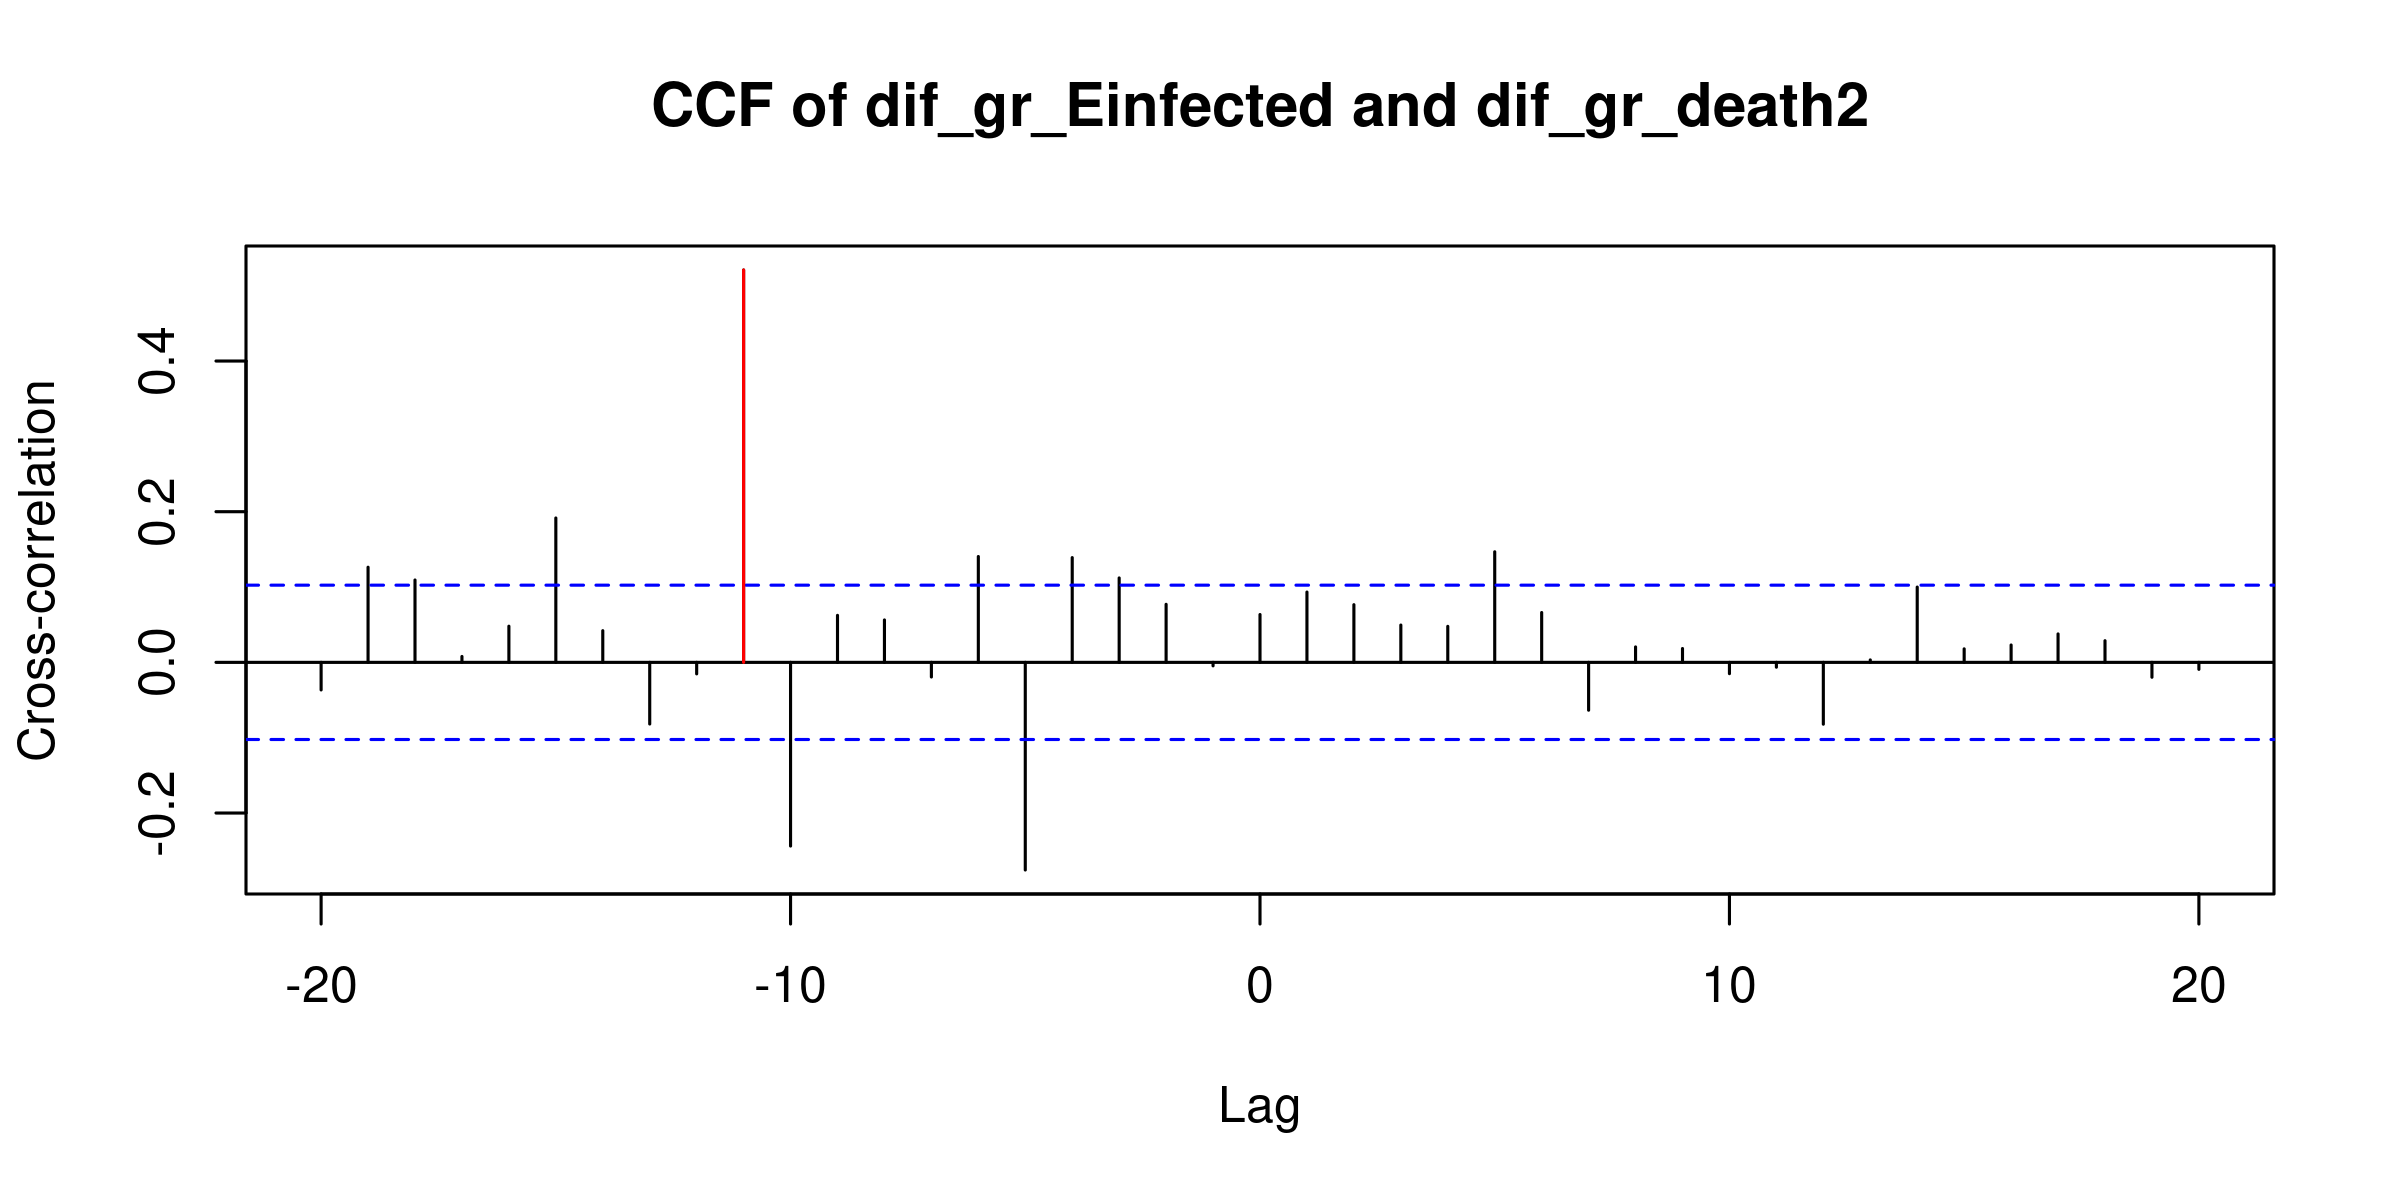 CCF of dif_gr_Einfected and dif_gr_death2
Cross-correlation
0.4
0.2
0.0
-0.2
-20 -10 0 10 20
Lag